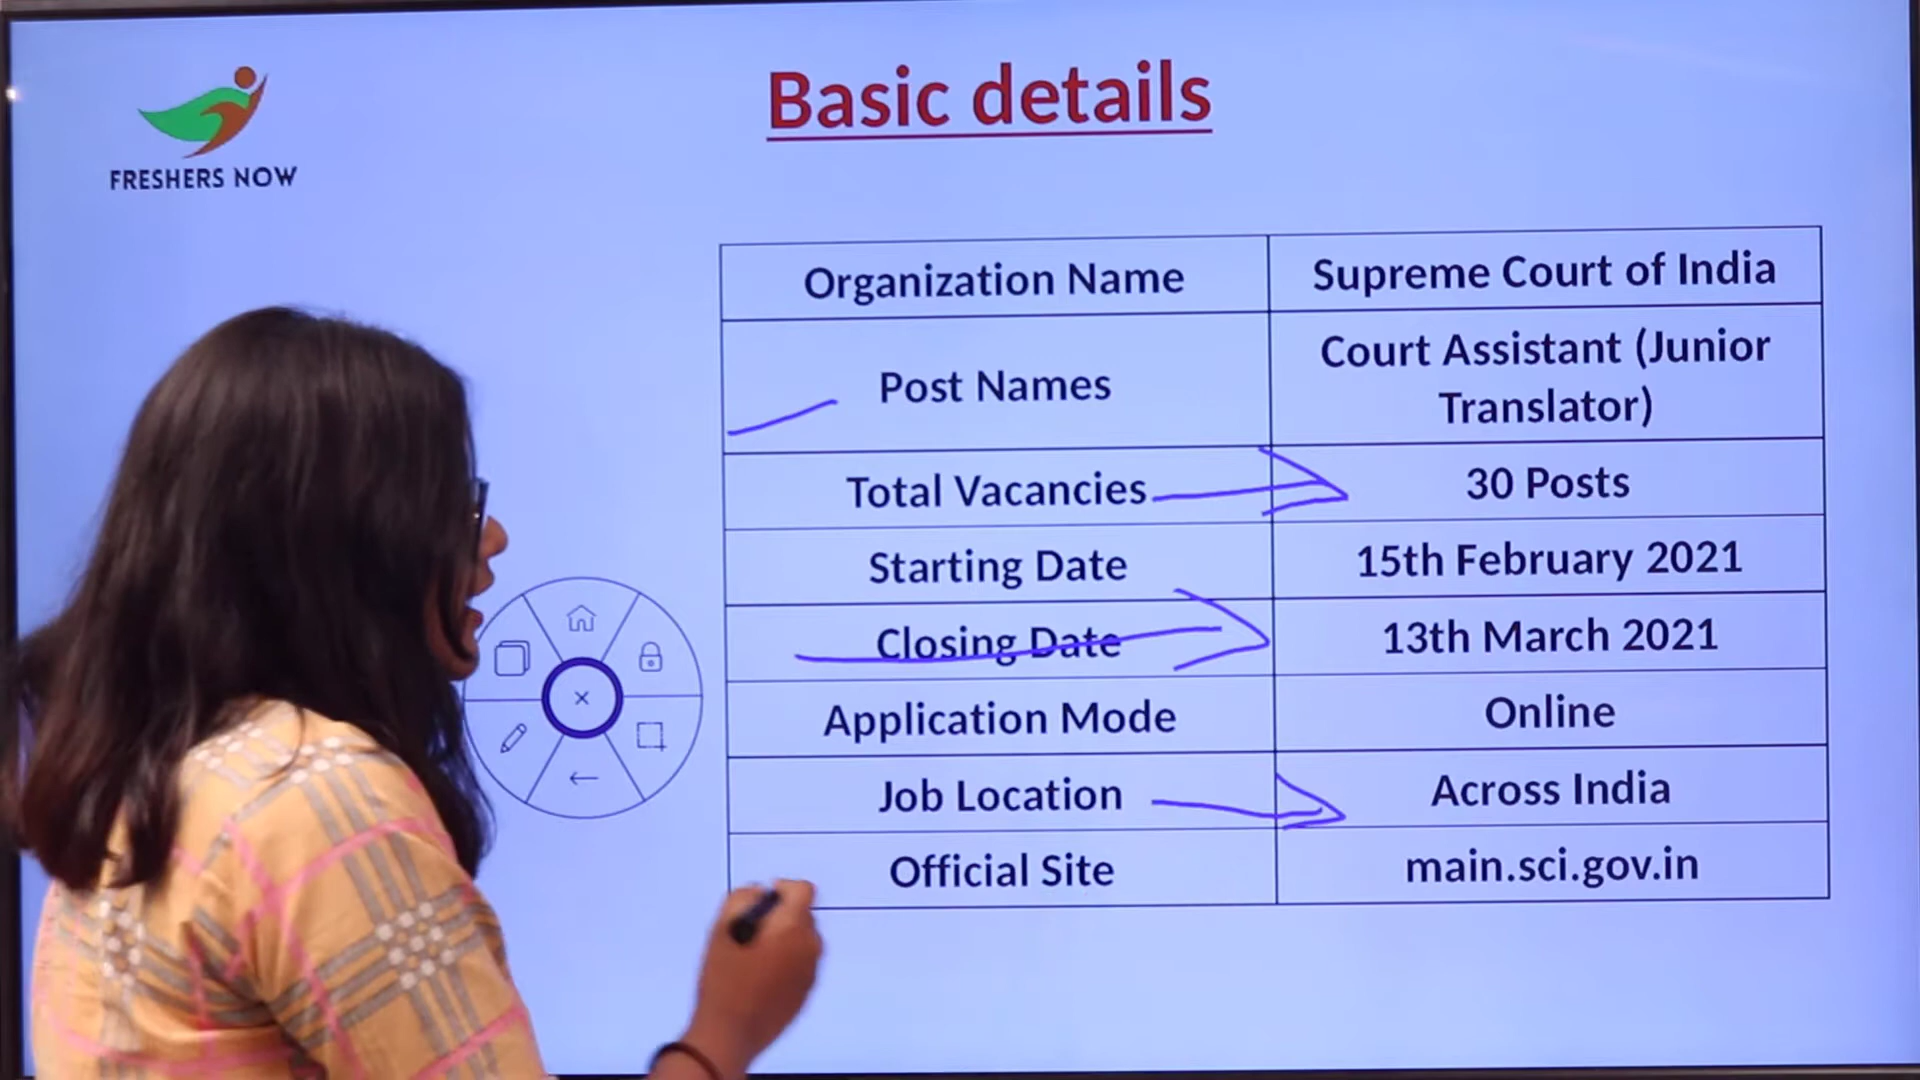 Basic details
FRESHERS NOW
Organization Name
Supreme Court of India
Post Names
Court Assistant (Junior
Translator)
Total Vacancies
30 Posts
Starting Date
15th February 2021
Closing Date
13th March 2021
Application Mode
Online
Job Location
Across India
Official Site
main.sci.gov.in